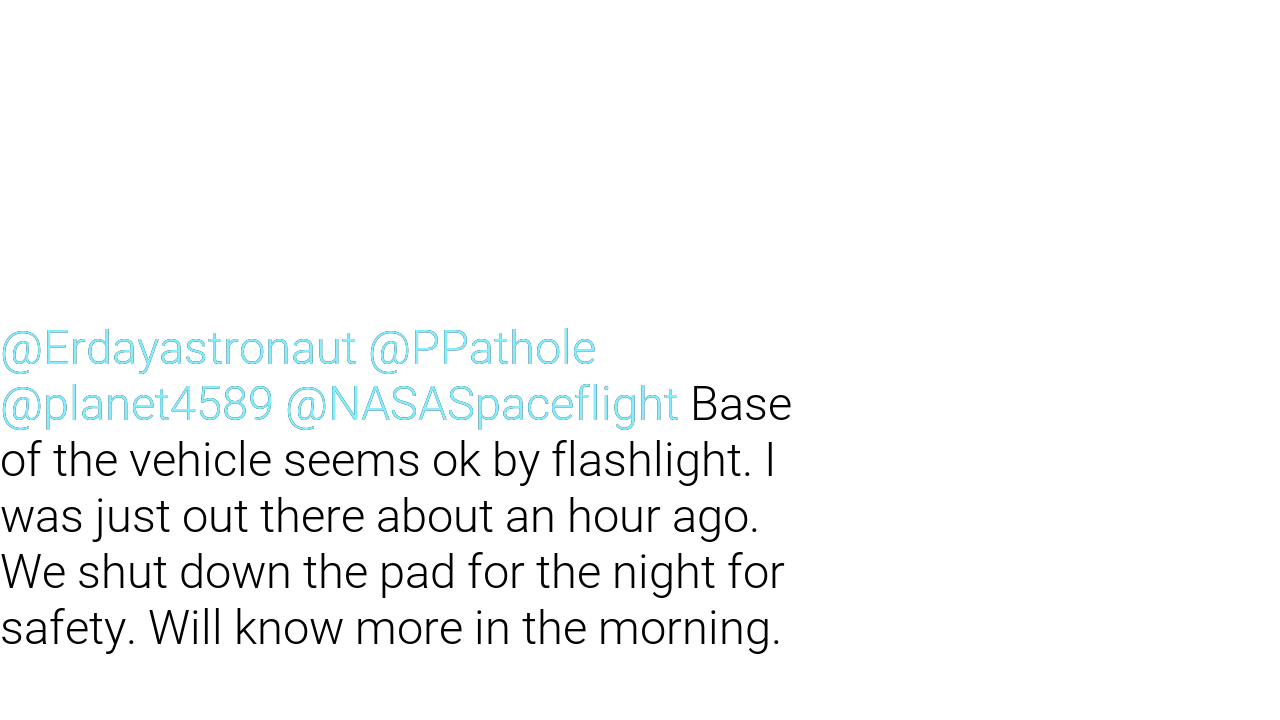 @Erdayastronaut @PPathole
@planet4589 @NASASpaceflight Base
of the vehicle seems ok by flashlight. I
was just out there about an hour ago.
We shut down the pad for the night for
safety. Will know more in the morning.